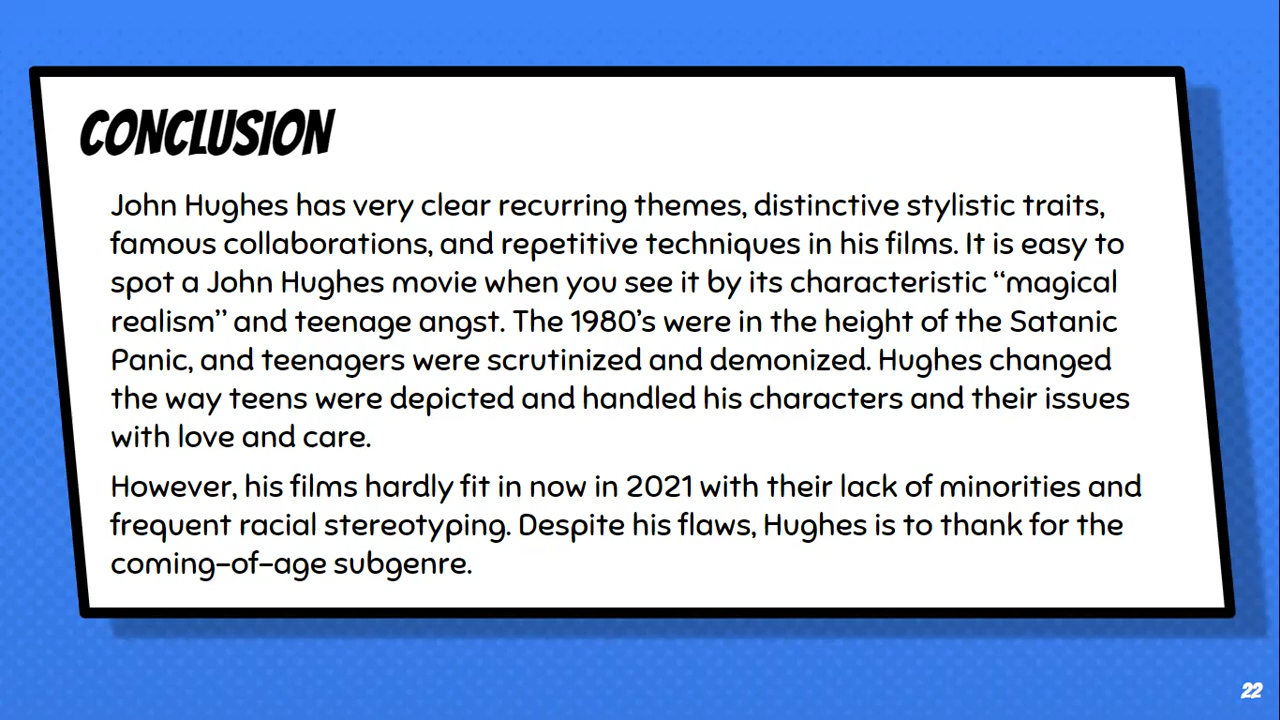 CONCLUSION
John Hughes has very clear recurring themes, distinctive stylistic traits,
famous collaborations, and repetitive techniques in his films. It is easy to
spot a John Hughes movie when you see it by its characteristic “magical
realism” and teenage angst. The 1980’s were in the height of the Satanic
Panic, and teenagers were scrutinized and demonized. Hughes changed
the way teens were depicted and handled his characters and their issues
with love and care.
However, his films hardly fit in now in 2021 with their lack of minorities and
frequent racial stereotyping. Despite his flaws, Hughes is to thank for the
coming-of-age subgenre.
22